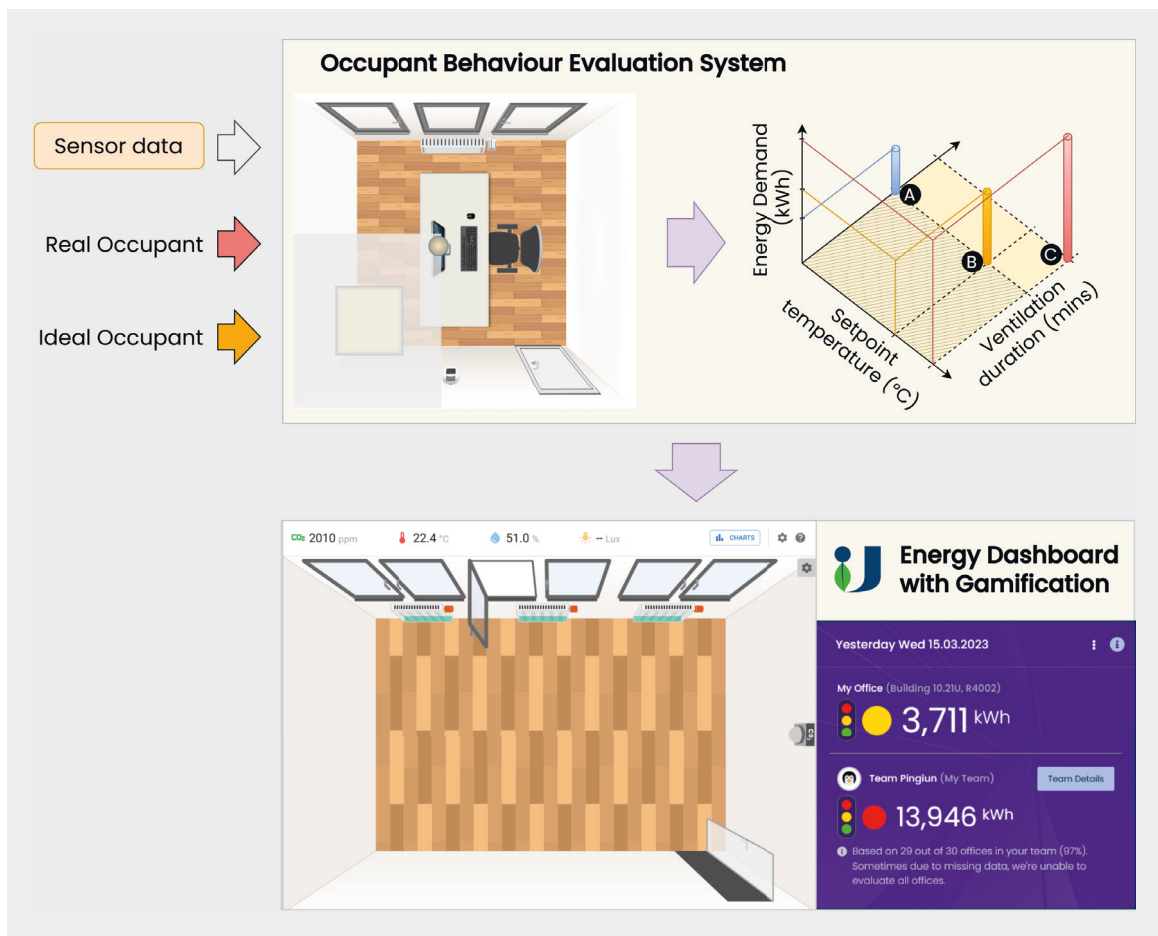 Occupant Behaviour Evaluation System
Sensor data
Real Occupant
Ideal Occupant
Energy Demand
(kWh)
A
B
C
Setpoint
temperature (°C)
Ventilation
duration (mins)
CO₂ 2010 ppm
22.4 °C
51.0 %
-- Lux
CHARTS
Energy Dashboard
with Gamification
Yesterday Wed 15.03.2023
My Office (Building 10.21U, R4002)
3,711 kWh
Team Pingiun (My Team)
Team Details
13,946 kWh
Based on 29 out of 30 offices in your team (97%).
Sometimes due to missing data, we're unable to
evaluate all offices.
CO₂